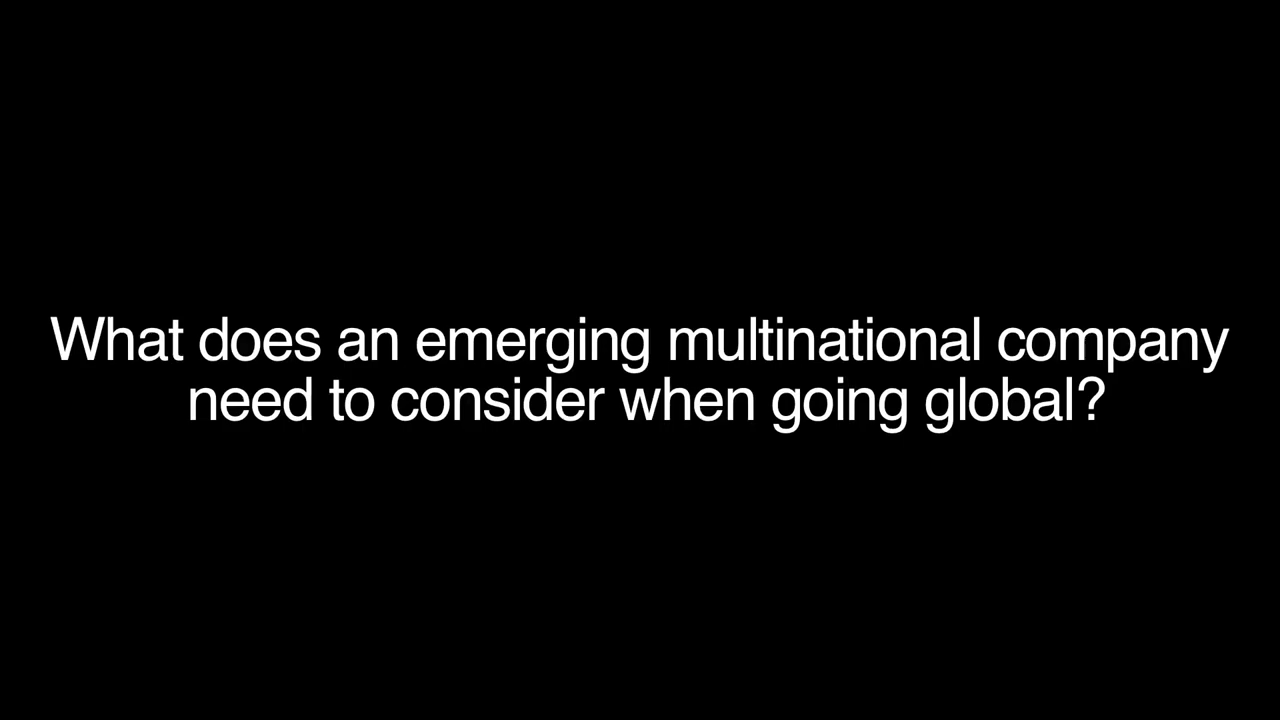 What does an emerging multinational company
need to consider when going global?